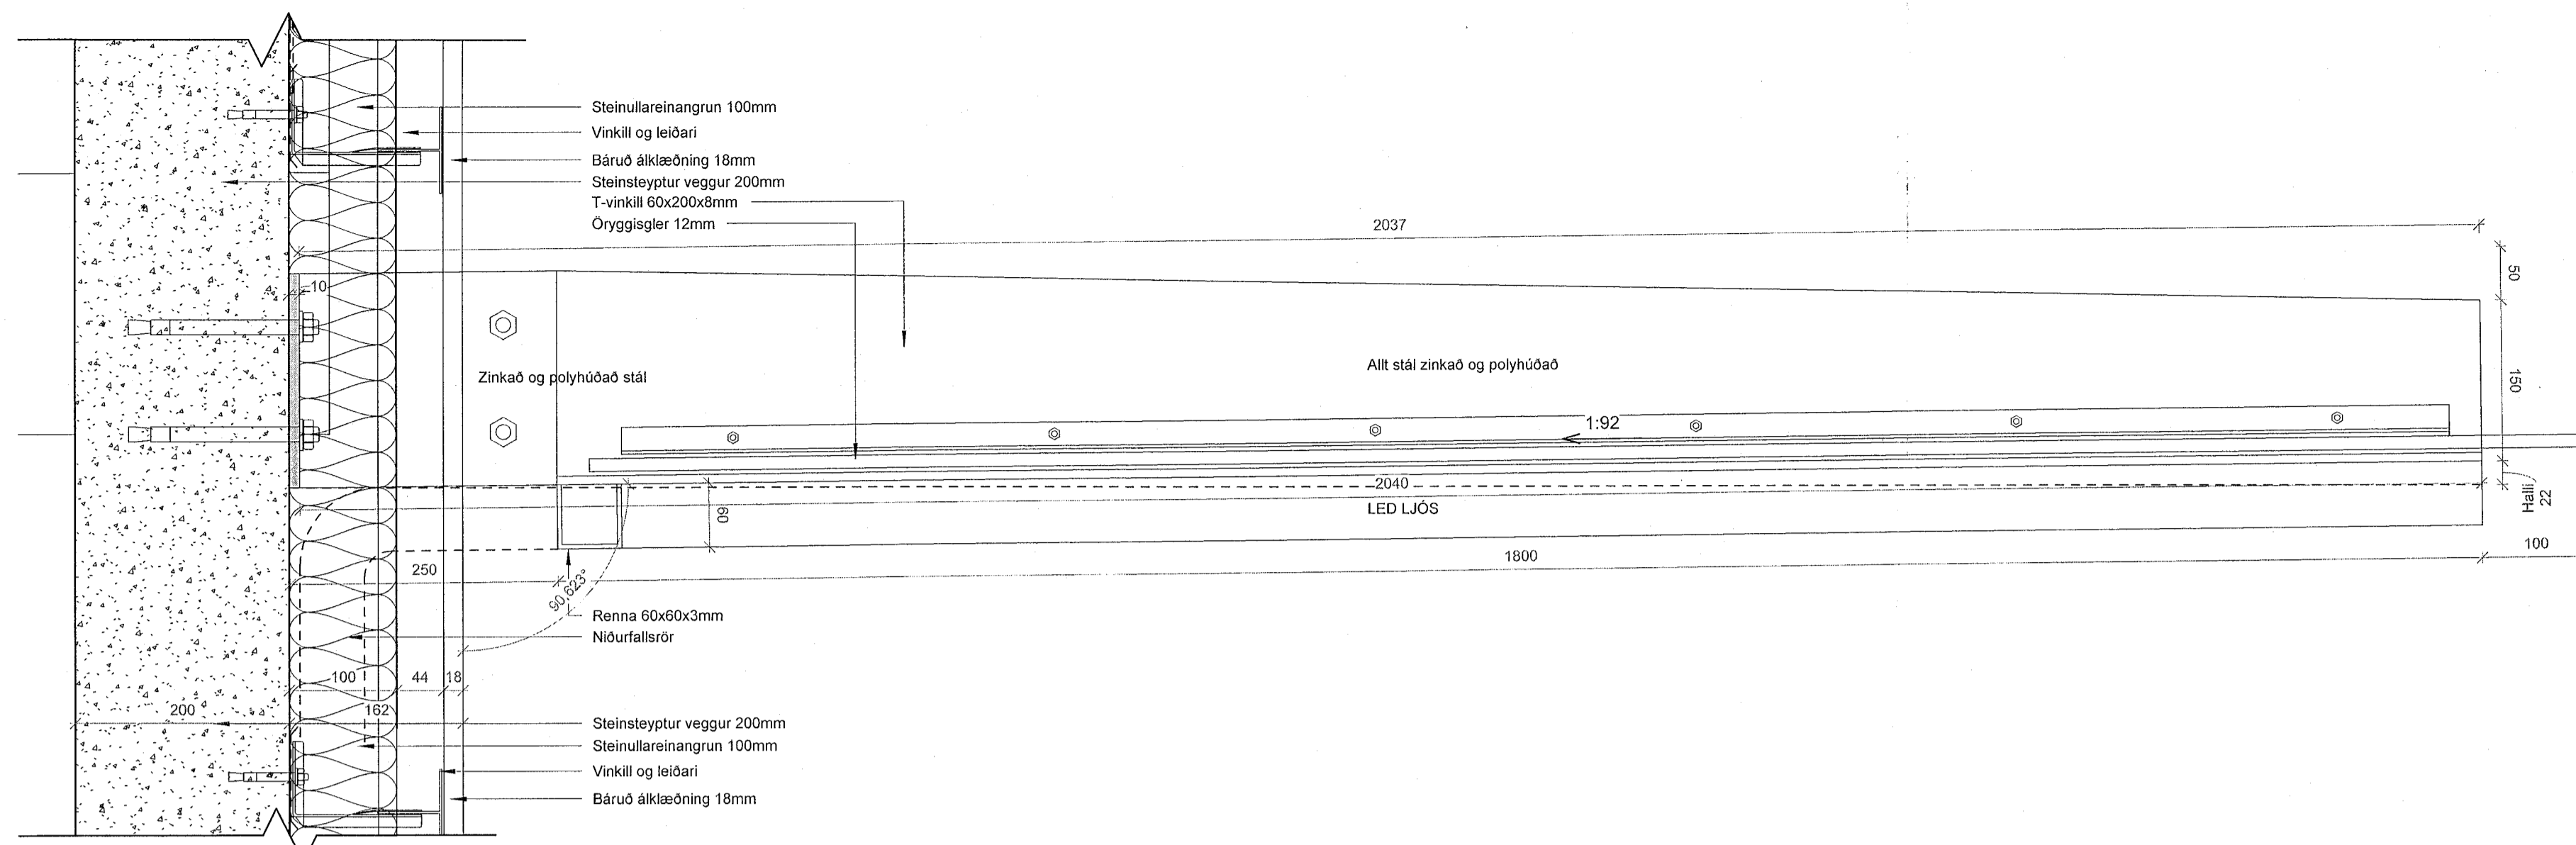 Steinullareinangrun 100mm
Vinkill og leiðari
Báruð álklæðning 18mm
Steinsteyptur veggur 200mm
T-vinkill 60x200x8mm
Öryggisgler 12mm
2037
50
10
Zinkað og polyhúðað stál
Allt stál zinkað og polyhúðað
150
1:92
2040
LED LJÓS
60
Halli
22
250
1800
100
90,623°
Renna 60x60x3mm
Niðurfallsrör
100
44
18
200
162
Steinsteyptur veggur 200mm
Steinullareinangrun 100mm
Vinkill og leiðari
Báruð álklæðning 18mm